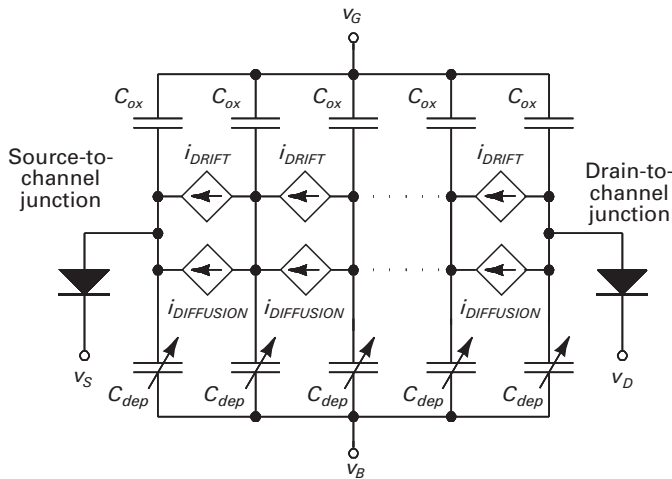 v_G
C_ox C_ox C_ox C_ox C_ox
Source-to-
channel
junction
i_DRIFT i_DRIFT i_DRIFT
Drain-to-
channel
junction
i_DIFFUSION i_DIFFUSION i_DIFFUSION
v_S
C_dep C_dep C_dep C_dep C_dep
v_D
v_B